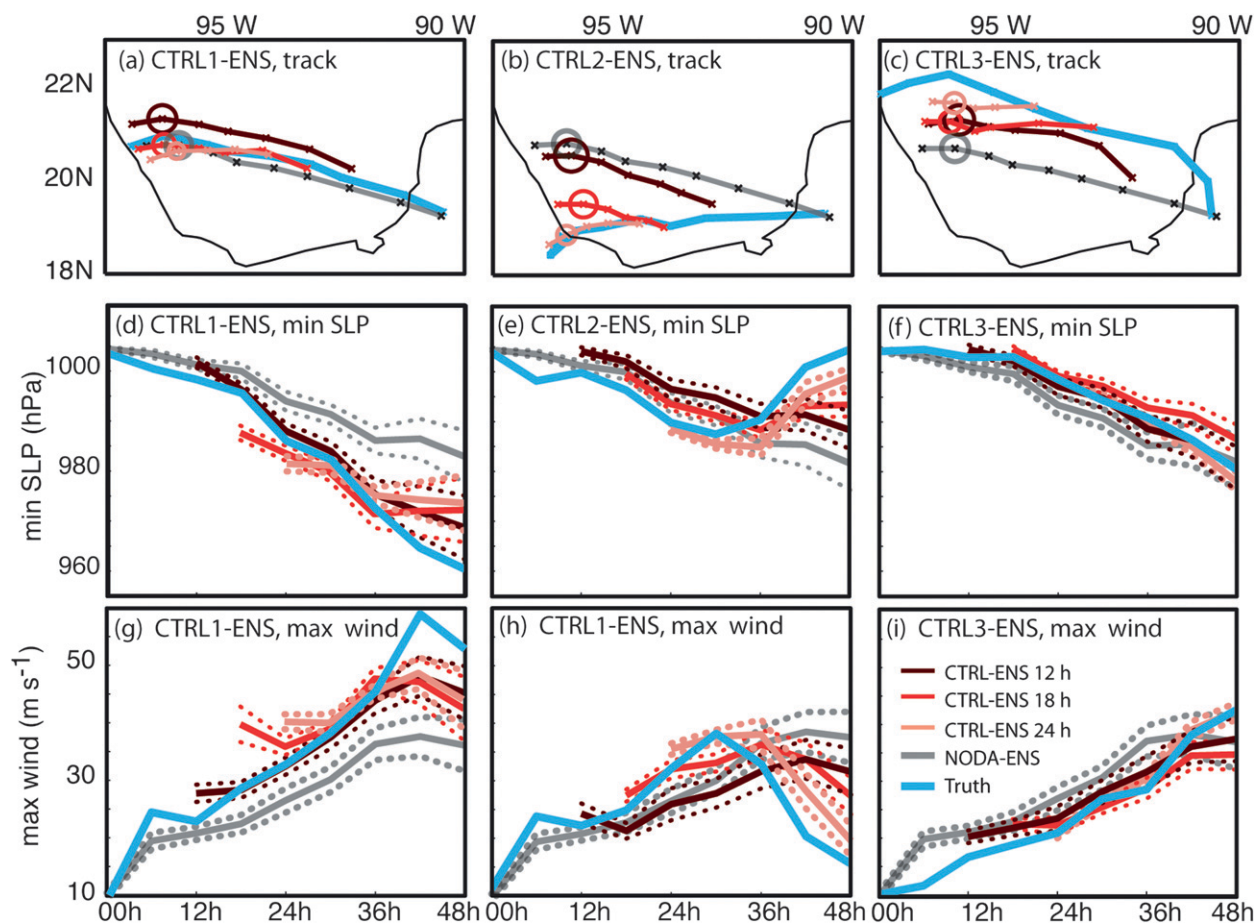 95 W 90 W 95 W 90 W 95 W 90 W
(a) CTRL1-ENS, track
(b) CTRL2-ENS, track
(c) CTRL3-ENS, track
22N
20N
18N
(d) CTRL1-ENS, min SLP
(e) CTRL2-ENS, min SLP
(f) CTRL3-ENS, min SLP
min SLP (hPa)
1000
980
960
(g) CTRL1-ENS, max wind
(h) CTRL1-ENS, max wind
(i) CTRL3-ENS, max wind
max wind (m s⁻¹)
50
30
10
CTRL-ENS 12 h
CTRL-ENS 18 h
CTRL-ENS 24 h
NODA-ENS
Truth
00h 12h 24h 36h 48h 00h 12h 24h 36h 48h 00h 12h 24h 36h 48h